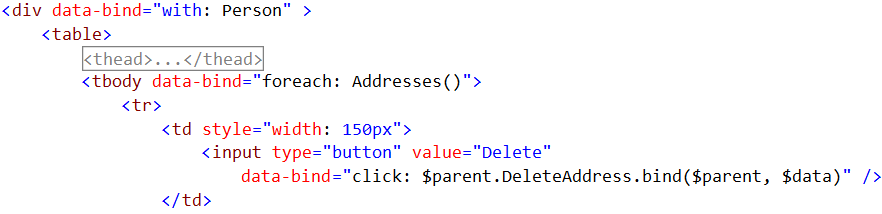 <div data-bind="with: Person" >
<table>
<thead>...</thead>
<tbody data-bind="foreach: Addresses()">
<tr>
<td style="width: 150px">
<input type="button" value="Delete"
data-bind="click: $parent.DeleteAddress.bind($parent, $data)" />
</td>